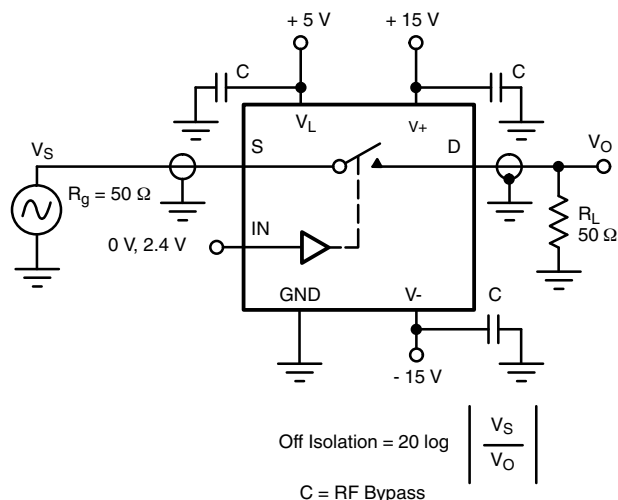 + 5 V
+ 15 V
C
C
V_L
V+
V_S
S
D
V_O
R_g = 50 Ω
R_L
50 Ω
IN
0 V, 2.4 V
GND
V-
C
- 15 V
Off Isolation = 20 log | V_S / V_O |
C = RF Bypass